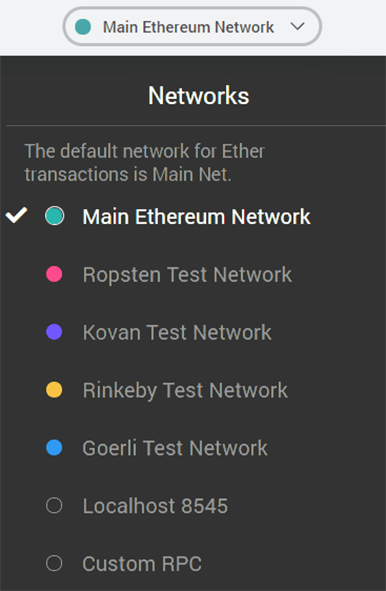 Main Ethereum Network
Networks
The default network for Ether
transactions is Main Net.
Main Ethereum Network
Ropsten Test Network
Kovan Test Network
Rinkeby Test Network
Goerli Test Network
Localhost 8545
Custom RPC